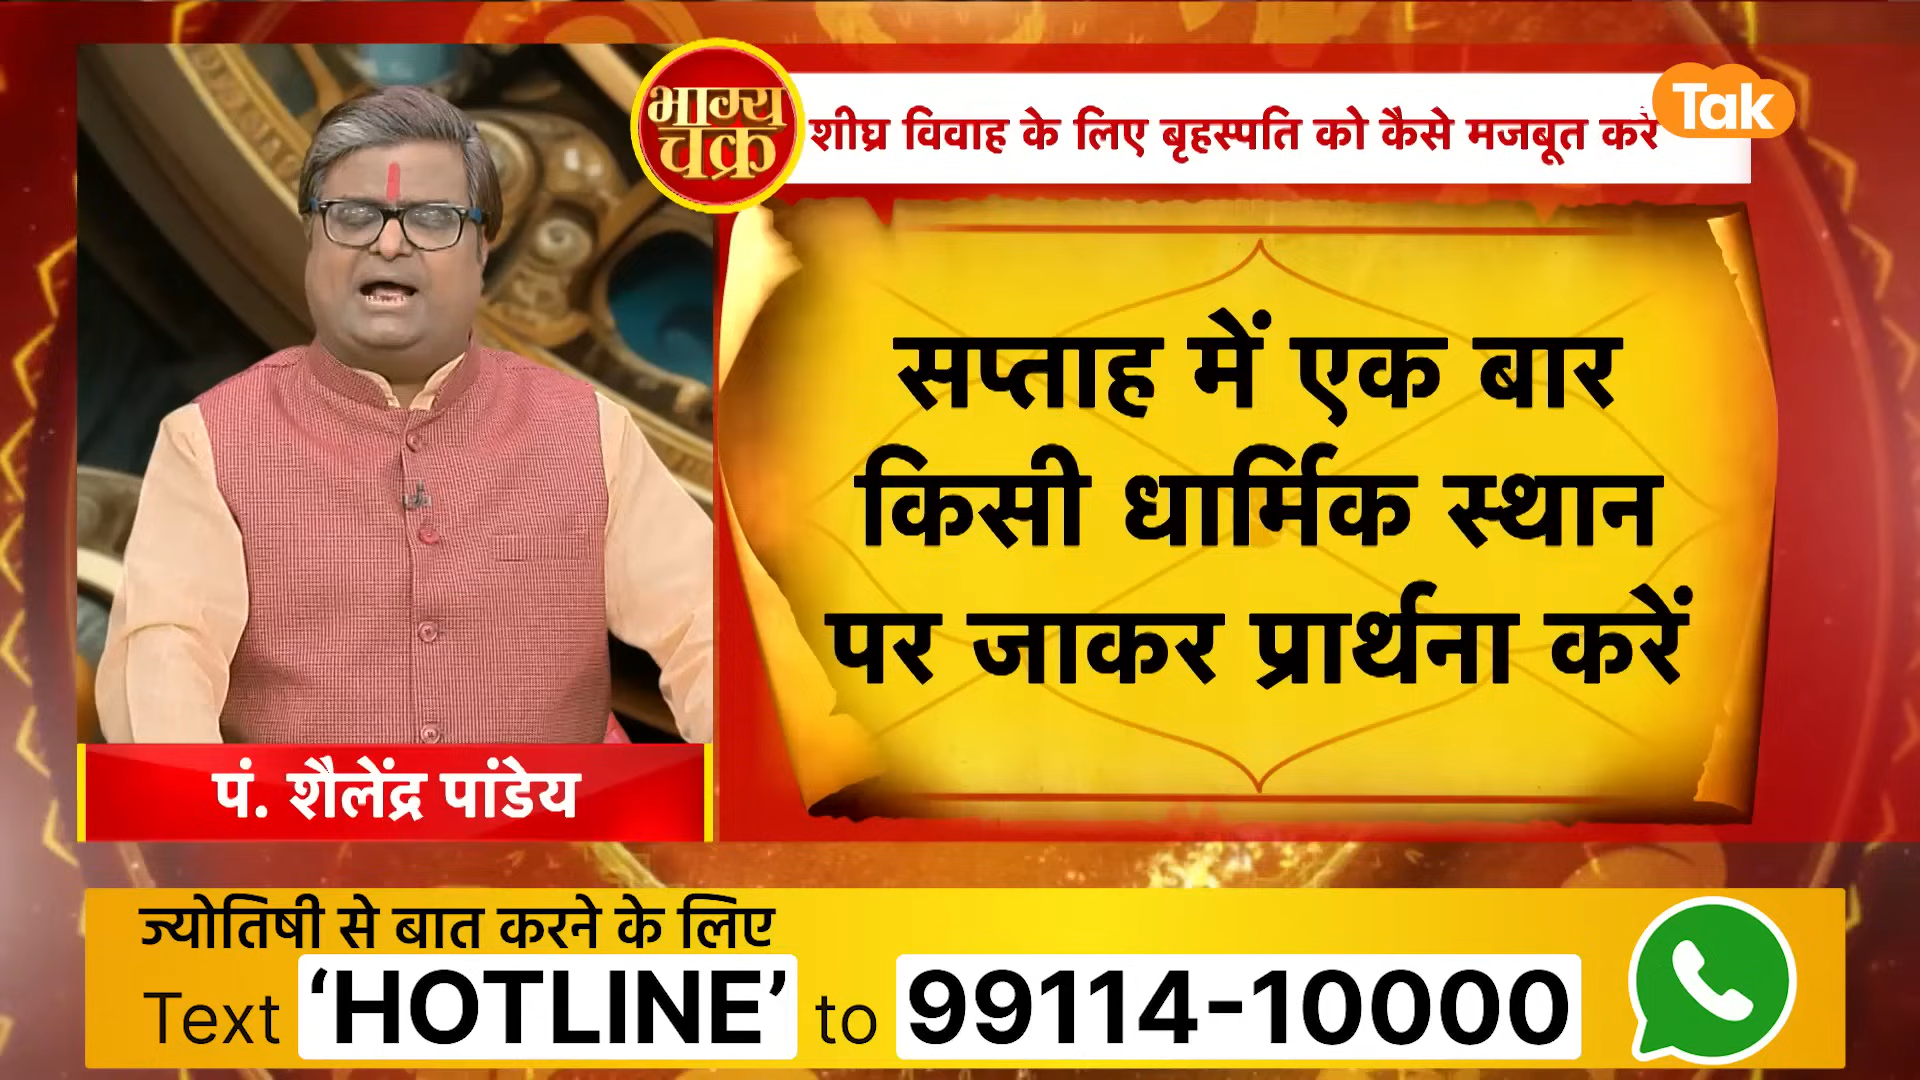 भाग्य
चक्र
शीघ्र विवाह के लिए बृहस्पति को कैसे मजबूत करें
Tak
सप्ताह में एक बार
किसी धार्मिक स्थान
पर जाकर प्रार्थना करें
पं. शैलेंद्र पांडेय
ज्योतिषी से बात करने के लिए
Text ‘HOTLINE’ to 99114-10000